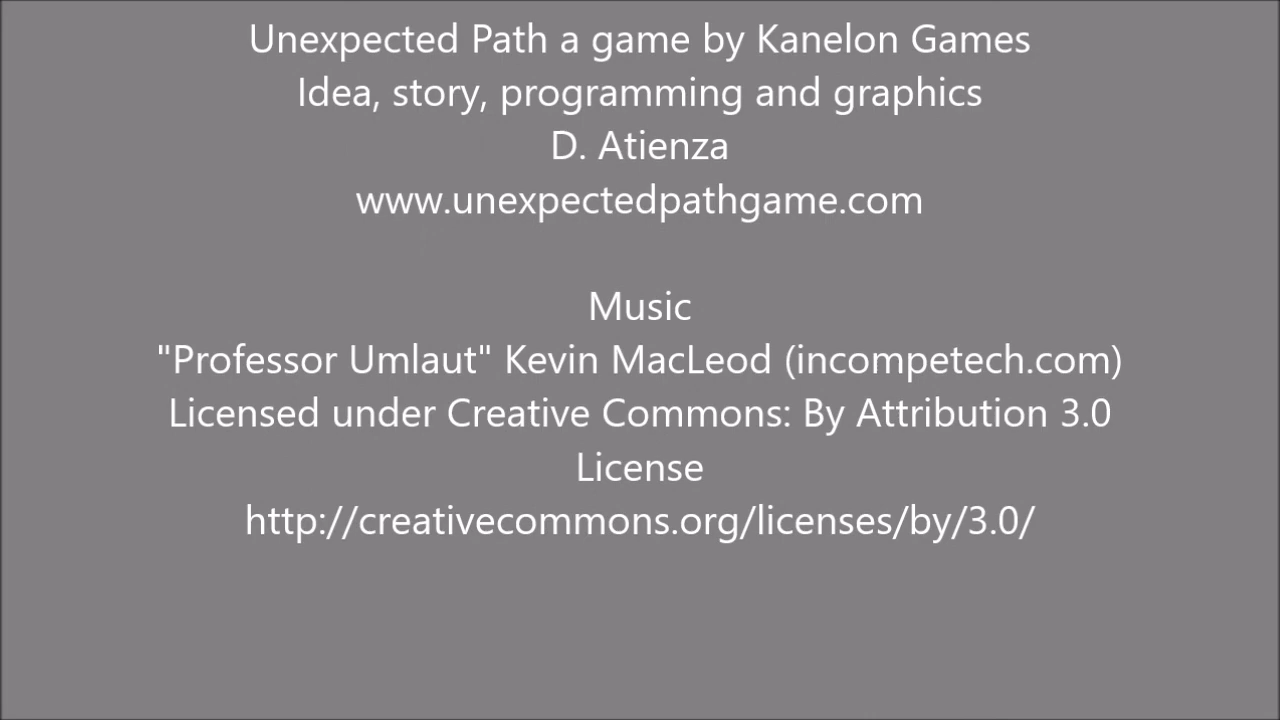 Unexpected Path a game by Kanelon Games
Idea, story, programming and graphics
D. Atienza
www.unexpectedpathgame.com
Music
"Professor Umlaut" Kevin MacLeod (incompetech.com)
Licensed under Creative Commons: By Attribution 3.0
License
http://creativecommons.org/licenses/by/3.0/